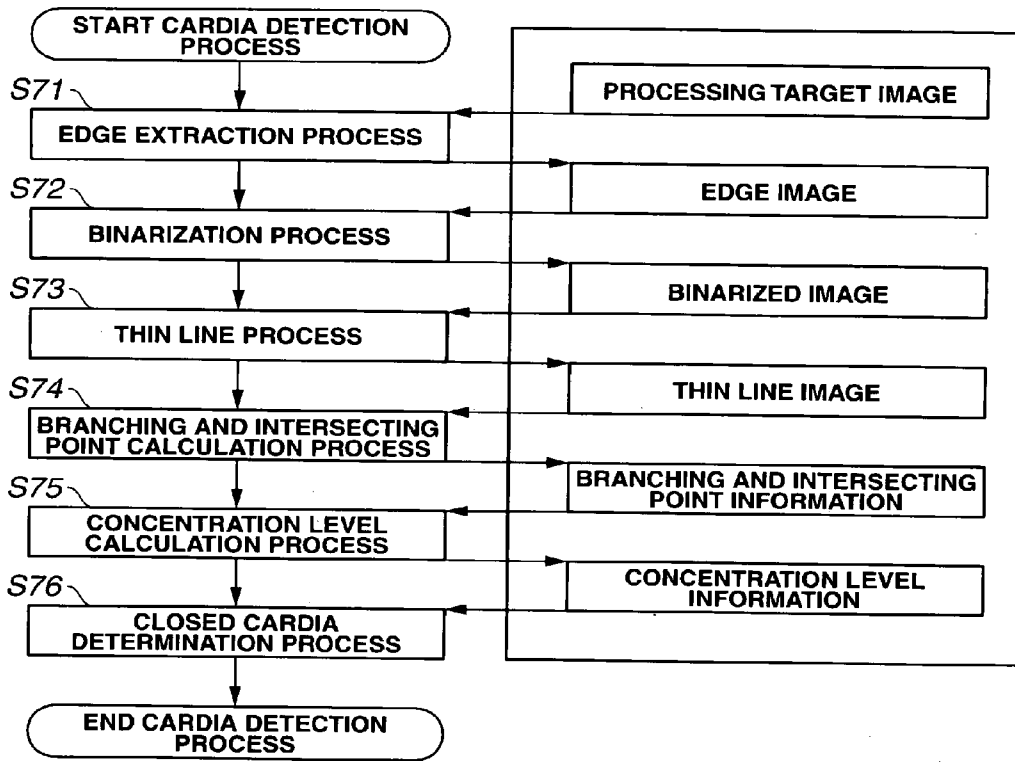 START CARDIA DETECTION
PROCESS
S71
PROCESSING TARGET IMAGE
EDGE EXTRACTION PROCESS
S72
EDGE IMAGE
BINARIZATION PROCESS
S73
BINARIZED IMAGE
THIN LINE PROCESS
S74
THIN LINE IMAGE
BRANCHING AND INTERSECTING
POINT CALCULATION PROCESS
S75
BRANCHING AND INTERSECTING
POINT INFORMATION
CONCENTRATION LEVEL
CALCULATION PROCESS
S76
CONCENTRATION LEVEL
INFORMATION
CLOSED CARDIA
DETERMINATION PROCESS
END CARDIA DETECTION
PROCESS